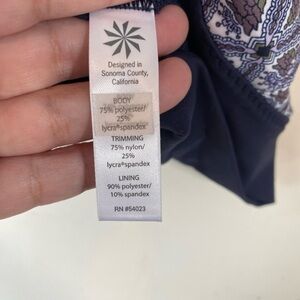 Designed in
Sonoma County,
California
BODY
75% polyester/
25%
lycra®spandex
TRIMMING
75% nylon/
25%
lycra®spandex
LINING
90% polyester/
10% spandex
RN #54023